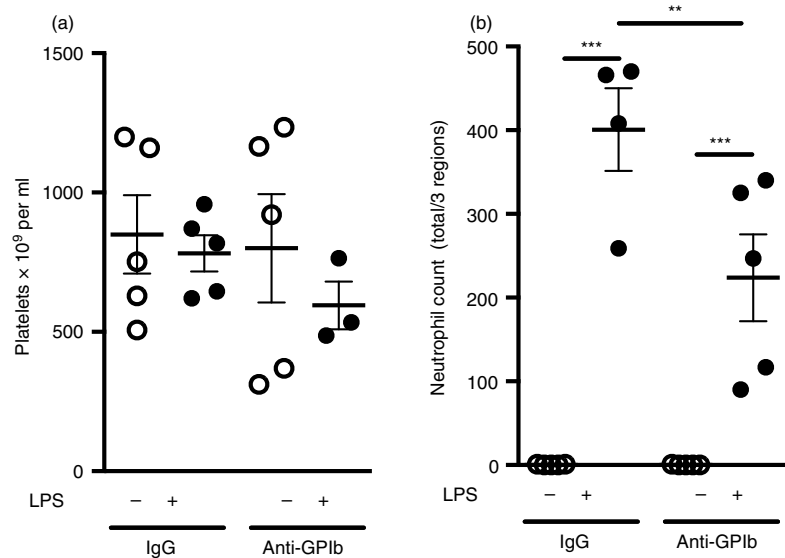 (a)
1500
1000
500
0
Platelets × 10⁹ per ml
LPS – + – +
IgG Anti-GPIb
(b)
**
***
***
500
400
300
200
100
0
Neutrophil count (total/3 regions)
LPS – + – +
IgG Anti-GPIb